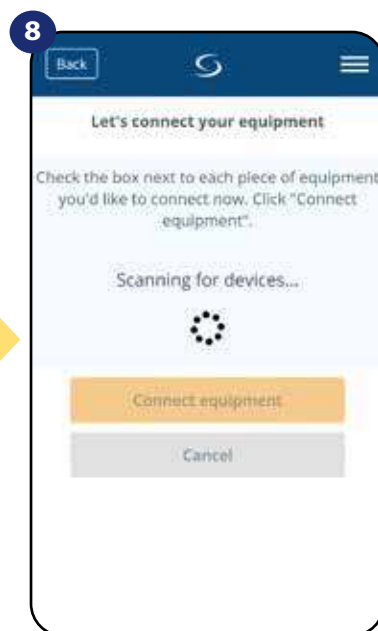 8
Back
Let's connect your equipment
Check the box next to each piece of equipment
you'd like to connect now. Click "Connect
equipment".
Scanning for devices...
Connect equipment
Cancel